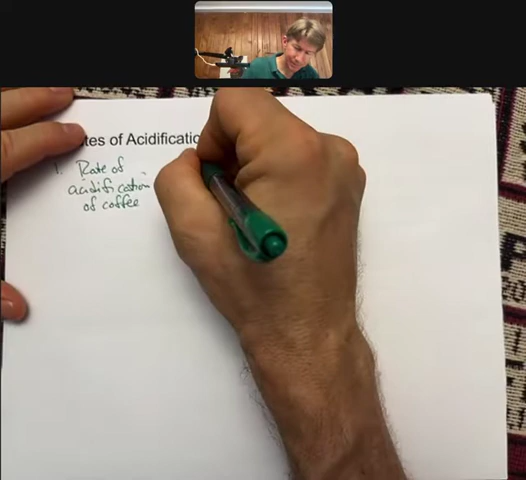 tes of Acidificatio
1. Rate of
acidification
of coffee